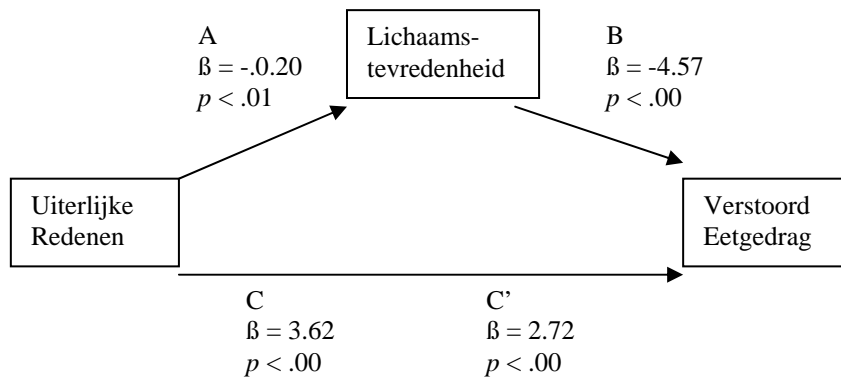 A
ß = -.0.20
p < .01
Lichaams-
tevredenheid
B
ß = -4.57
p < .00
Uiterlijke
Redenen
Verstoord
Eetgedrag
C
ß = 3.62
p < .00
C’
ß = 2.72
p < .00